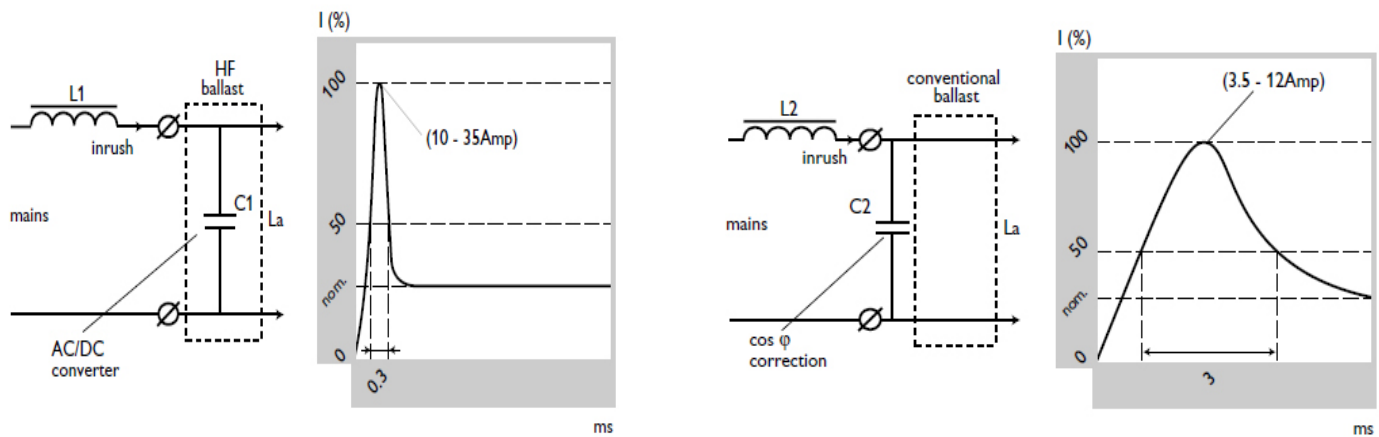 I (%)
HF
ballast
L1
inrush
100
(10 - 35Amp)
C1
mains
La
50
nom.
0
AC/DC
converter
0.3
ms
I (%)
conventional
ballast
(3.5 - 12Amp)
L2
inrush
100
C2
mains
La
50
nom.
0
cos φ
correction
3
ms